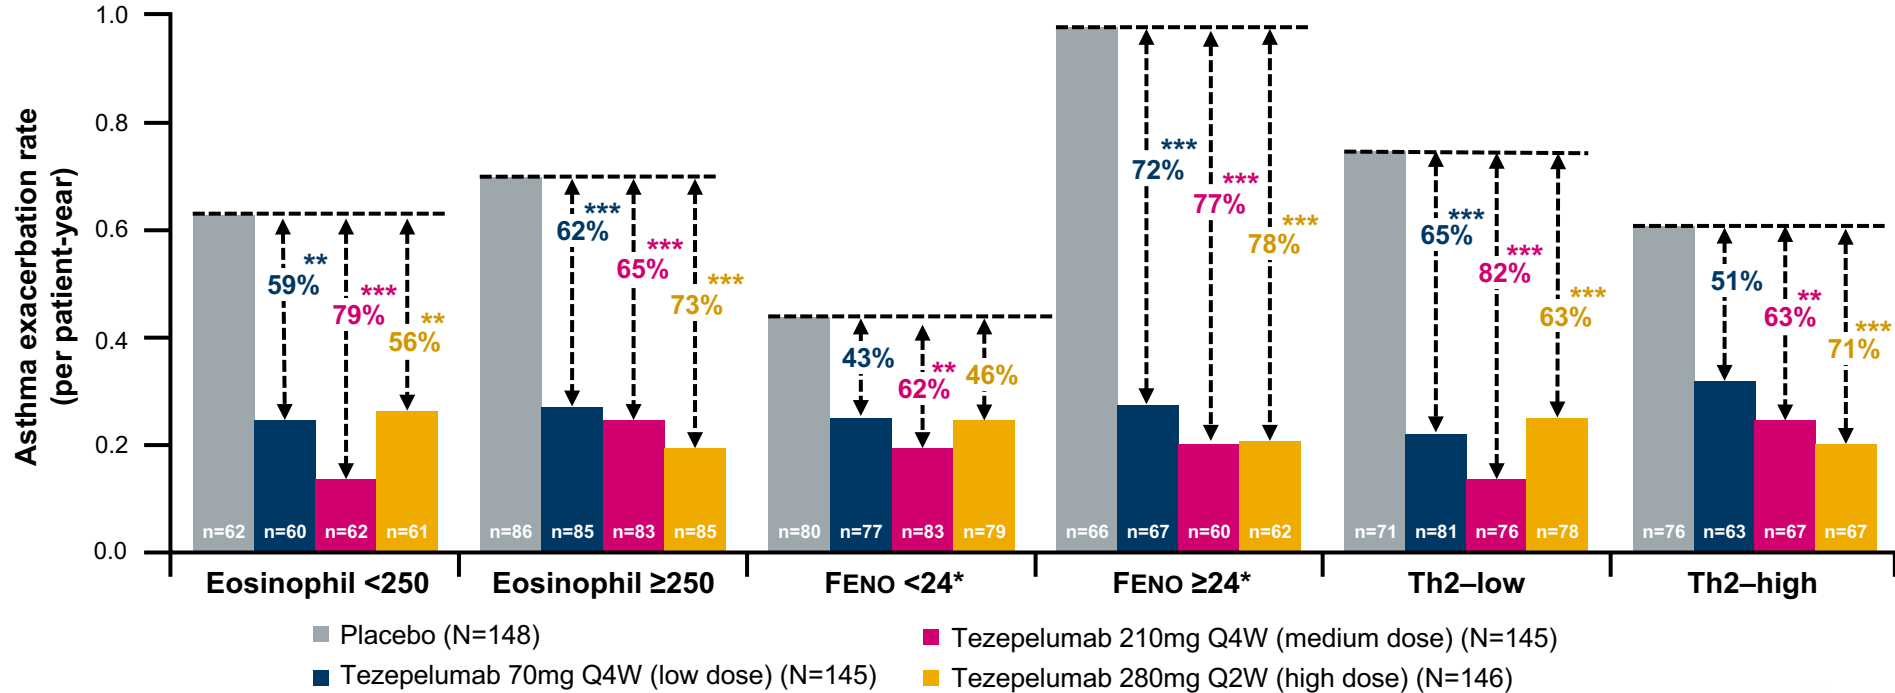 Asthma exacerbation rate
(per patient-year)
1.0
0.8
0.6
0.4
0.2
0.0
**
59%
***
79%
**
56%
***
62%
***
65%
***
73%
43%
**
62%
46%
***
72%
***
77%
***
78%
***
65%
***
82%
***
63%
51%
**
63%
***
71%
n=62 n=60 n=62 n=61
n=86 n=85 n=83 n=85
n=80 n=77 n=83 n=79
n=66 n=67 n=60 n=62
n=71 n=81 n=76 n=78
n=76 n=63 n=67 n=67
Eosinophil <250
Eosinophil ≥250
FENO <24*
FENO ≥24*
Th2–low
Th2–high
Placebo (N=148)
Tezepelumab 70mg Q4W (low dose) (N=145)
Tezepelumab 210mg Q4W (medium dose) (N=145)
Tezepelumab 280mg Q2W (high dose) (N=146)